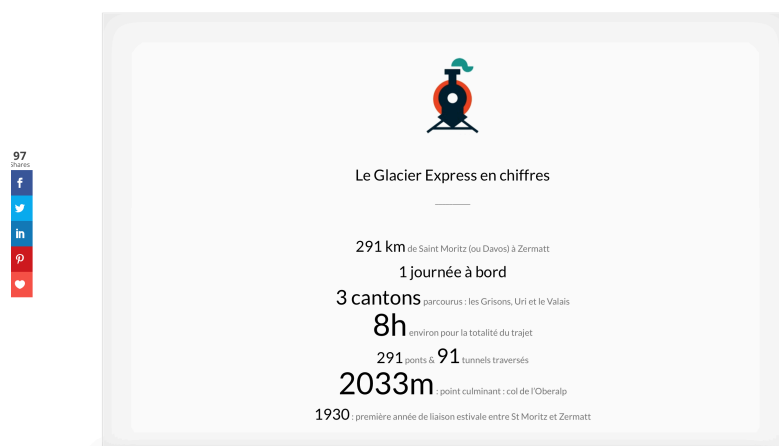 97
Shares
Le Glacier Express en chiffres
291 km de Saint Moritz (ou Davos) à Zermatt
1 journée à bord
3 cantons parcourus : les Grisons, Uri et le Valais
8h environ pour la totalité du trajet
291 ponts & 91 tunnels traversés
2033m : point culminant : col de l'Oberalp
1930 : première année de liaison estivale entre St Moritz et Zermatt